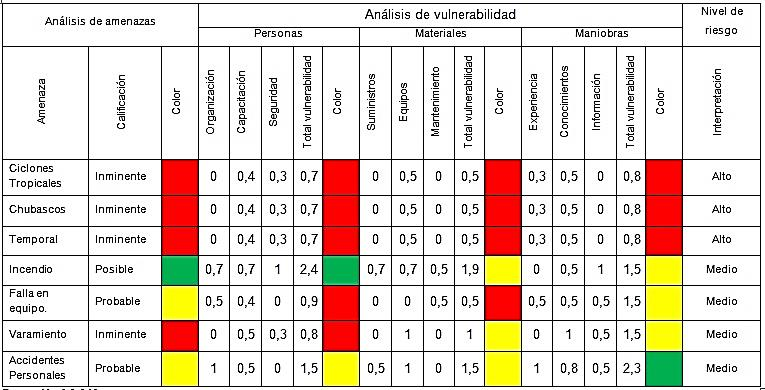 Análisis de amenazas Análisis de vulnerabilidad Nivel de riesgo
Personas Materiales Maniobras
Amenaza Calificación Color Organización Capacitación Seguridad Total vulnerabilidad Color Suministros Equipos Mantenimiento Total vulnerabilidad Color Experiencia Conocimientos Información Total vulnerabilidad Color Interpretación
Ciclones Tropicales Inminente 0 0,4 0,3 0,7 0 0,5 0 0,5 0,3 0,5 0 0,8 Alto
Chubascos Inminente 0 0,4 0,3 0,7 0 0,5 0 0,5 0,3 0,5 0 0,8 Alto
Temporal Inminente 0 0,4 0,3 0,7 0 0,5 0 0,5 0,3 0,5 0 0,8 Alto
Incendio Posible 0,7 0,7 1 2,4 0,7 0,7 0,5 1,9 0 0,5 1 1,5 Medio
Falla en equipo. Probable 0,5 0,4 0 0,9 0 0 0,5 0,5 0,5 0,5 0,5 1,5 Medio
Varamiento Inminente 0 0,5 0,3 0,8 0 1 0 1 0 1 0,5 1,5 Medio
Accidentes Personales Probable 1 0,5 0 1,5 0,5 1 0 1,5 1 0,8 0,5 2,3 Medio